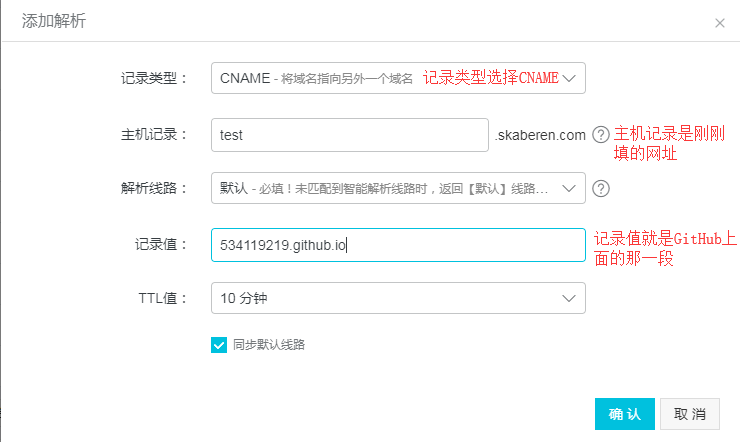 添加解析
记录类型： CNAME - 将域名指向另外一个域名 记录类型选择CNAME
主机记录： test .skaberen.com ? 主机记录是刚刚
填的网址
解析线路： 默认 - 必填！未匹配到智能解析线路时，返回【默认】线路... ?
记录值： 534119219.github.io 记录值就是GitHub上
面的那一段
TTL值： 10 分钟
同步默认线路
确 认 取 消